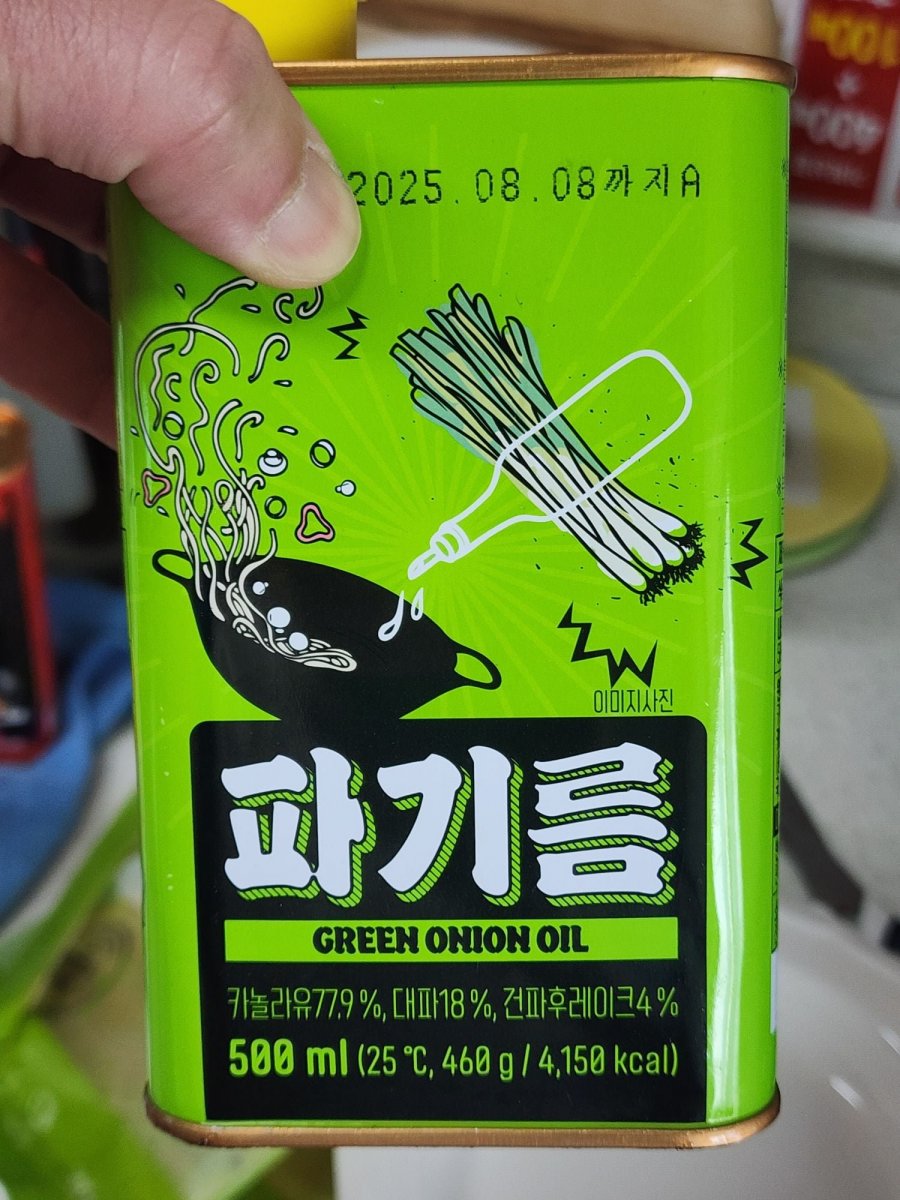 2025.08.08까지A
이미지사진
파기름
GREEN ONION OIL
카놀라유77.9%, 대파18%, 건파후레이크4%
500 ml (25 ℃, 460 g / 4,150 kcal)